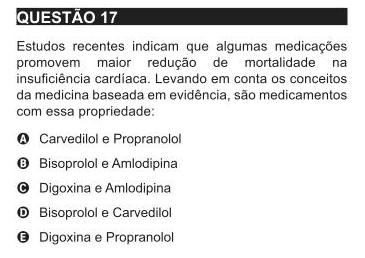 QUESTÃO 17
Estudos recentes indicam que algumas medicações
promovem maior redução de mortalidade na
insuficiência cardíaca. Levando em conta os conceitos
da medicina baseada em evidência, são medicamentos
com essa propriedade:
A Carvedilol e Propranolol
B Bisoprolol e Amlodipina
C Digoxina e Amlodipina
D Bisoprolol e Carvedilol
E Digoxina e Propranolol